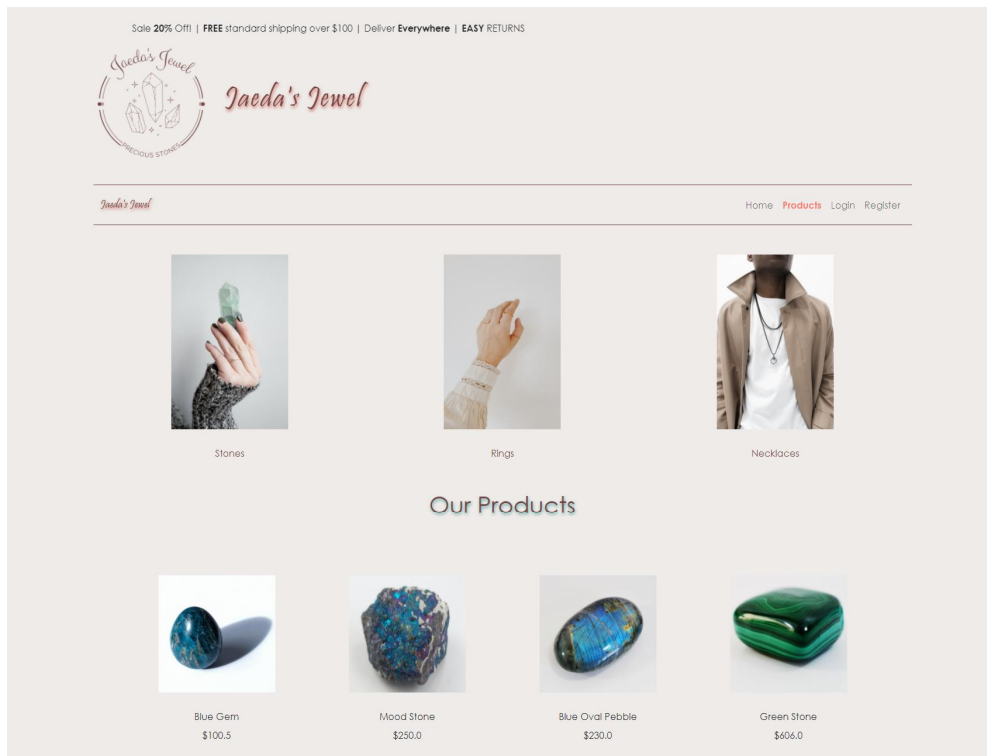 Sale 20% Off! | FREE standard shipping over $100 | Deliver Everywhere | EASY RETURNS
Jaeda's Jewel
PRECIOUS STONES
Jaeda's Jewel
Jaeda's Jewel
Home Products Login Register
Stones Rings Necklaces
Our Products
Blue Gem Mood Stone Blue Oval Pebble Green Stone
$100.5 $250.0 $230.0 $606.0